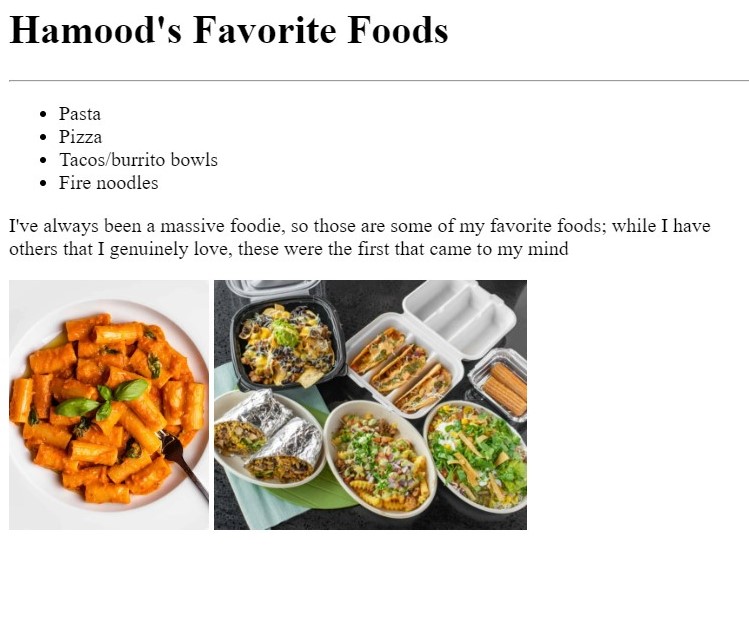 Hamood's Favorite Foods
Pasta
Pizza
Tacos/burrito bowls
Fire noodles
I've always been a massive foodie, so those are some of my favorite foods; while I have
others that I genuinely love, these were the first that came to my mind